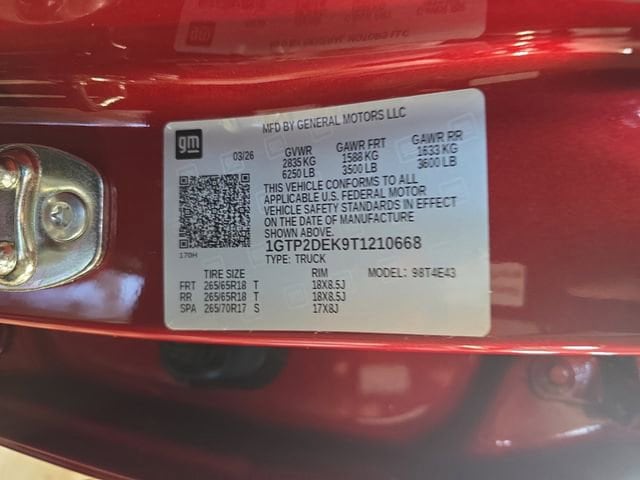 gm
MFD BY GENERAL MOTORS LLC
03/26
GVWR GAWR FRT GAWR RR
2835 KG 1588 KG 1633 KG
6250 LB 3500 LB 3600 LB
THIS VEHICLE CONFORMS TO ALL
APPLICABLE U.S. FEDERAL MOTOR
VEHICLE SAFETY STANDARDS IN EFFECT
ON THE DATE OF MANUFACTURE
SHOWN ABOVE.
170H
1GTP2DEK9T1210668
TYPE: TRUCK
TIRE SIZE RIM MODEL: 98T4E43
FRT 265/65R18 T 18X8.5J
RR 265/65R18 T 18X8.5J
SPA 265/70R17 S 17X8J